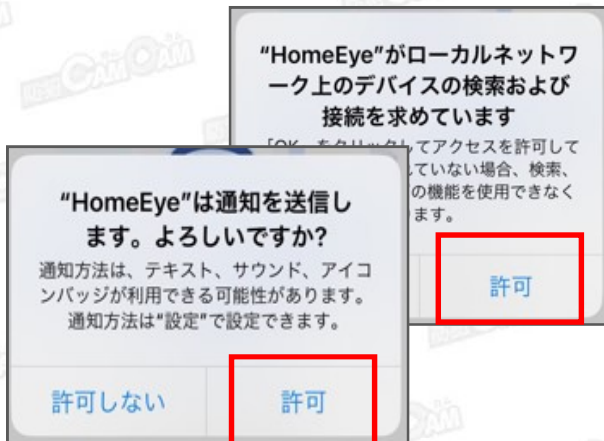 “HomeEye”がローカルネットワ
ーク上のデバイスの検索および
接続を求めています
してアクセスを許可して
ていない場合、検索、
の機能を使用できなく
ます。
許可
“HomeEye”は通知を送信し
ます。よろしいですか?
通知方法は、テキスト、サウンド、アイコ
ンバッジが利用できる可能性があります。
通知方法は“設定”で設定できます。
許可しない
許可